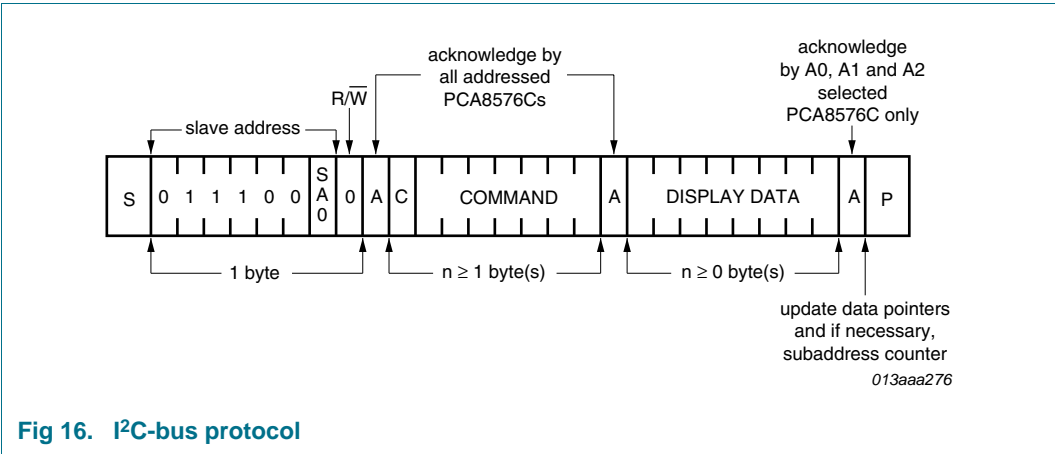 acknowledge by
all addressed
PCA8576Cs
acknowledge
by A0, A1 and A2
selected
PCA8576C only
R/W̅
slave address
S 0 1 1 1 0 0 SA0 0 A C COMMAND A DISPLAY DATA A P
1 byte
n ≥ 1 byte(s)
n ≥ 0 byte(s)
update data pointers
and if necessary,
subaddress counter
013aaa276
Fig 16. I²C-bus protocol